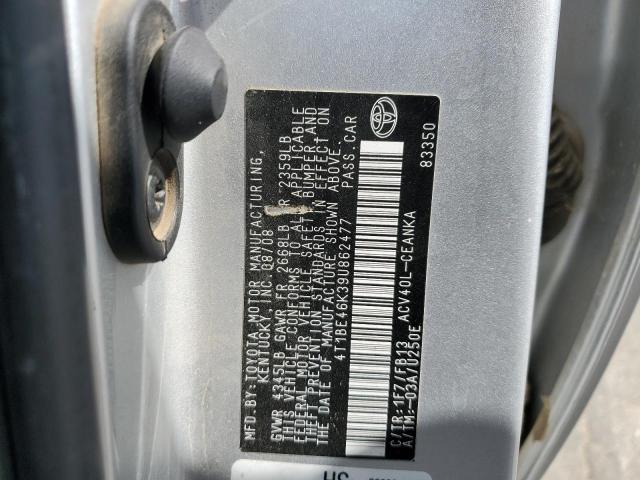 MFD.BY:TOYOTA MOTOR MANUFACTURING,
KENTUCKY, INC. 08/08
GVWR 4345LB GAWR FR 2668LB RR 2359LB
THIS VEHICLE CONFORMS TO ALL APPLICABLE
FEDERAL MOTOR VEHICLE SAFETY, BUMPER, AND
THEFT PREVENTION STANDARDS IN EFFECT ON
THE DATE OF MANUFACTURE SHOWN ABOVE.
4T1BE46K39U862477 PASS.CAR
C/TR:1F7/FB13 ACV40L-CEANKA
A/TM:-03A/U250E 83350